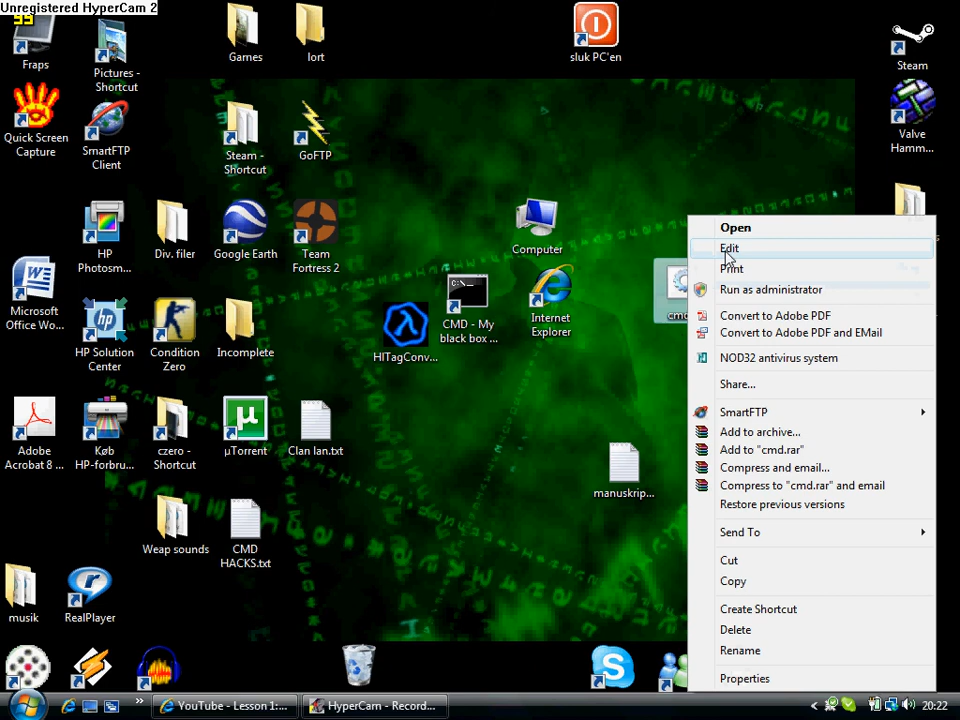 Unregistered HyperCam 2
99
Fraps
Pictures -
Shortcut
Games
lort
sluk PC'en
Steam
Quick Screen
Capture
SmartFTP
Client
Steam -
Shortcut
GoFTP
Valve
Hamm...
HP
Photosm...
Div. filer
Google Earth
Team
Fortress 2
Computer
Microsoft
Office Wo...
HP Solution
Center
Condition
Zero
Incomplete
HlTagConv...
CMD - My
black box ...
Internet
Explorer
Adobe
Acrobat 8 ...
Køb
HP-forbru...
czero -
Shortcut
µTorrent
Clan lan.txt
manuskrip...
Weap sounds
CMD
HACKS.txt
musik
RealPlayer
Open
Edit
Print
Run as administrator
Convert to Adobe PDF
Convert to Adobe PDF and EMail
NOD32 antivirus system
Share...
SmartFTP
Add to archive...
Add to "cmd.rar"
Compress and email...
Compress to "cmd.rar" and email
Restore previous versions
Send To
Cut
Copy
Create Shortcut
Delete
Rename
Properties
YouTube - Lesson 1:...
HyperCam - Record...
20:22